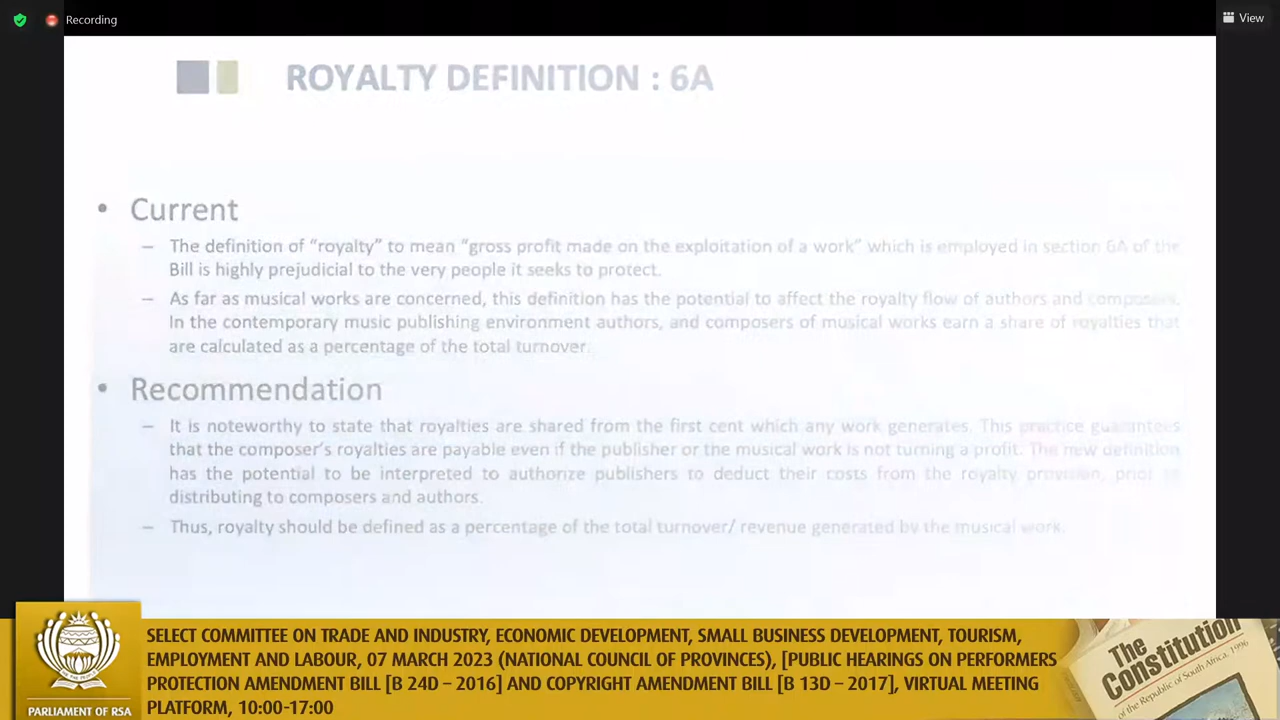 Recording
View
ROYALTY DEFINITION : 6A
• Current
– The definition of “royalty” to mean “gross profit made on the exploitation of a work” which is employed in section 6A of the
Bill is highly prejudicial to the very people it seeks to protect.
– As far as musical works are concerned, this definition has the potential to affect the royalty flow of authors and composers.
In the contemporary music publishing environment authors, and composers of musical works earn a share of royalties that
are calculated as a percentage of the total turnover.
• Recommendation
– It is noteworthy to state that royalties are shared from the first cent which any work generates. This practice guarantees
that the composer’s royalties are payable even if the publisher or the musical work is not turning a profit. The new definition
has the potential to be interpreted to authorize publishers to deduct their costs from the royalty provision, prior to
distributing to composers and authors.
– Thus, royalty should be defined as a percentage of the total turnover/ revenue generated by the musical work.
SELECT COMMITTEE ON TRADE AND INDUSTRY, ECONOMIC DEVELOPMENT, SMALL BUSINESS DEVELOPMENT, TOURISM,
EMPLOYMENT AND LABOUR, 07 MARCH 2023 (NATIONAL COUNCIL OF PROVINCES), [PUBLIC HEARINGS ON PERFORMERS
PROTECTION AMENDMENT BILL [B 24D – 2016] AND COPYRIGHT AMENDMENT BILL [B 13D – 2017], VIRTUAL MEETING
PLATFORM, 10:00-17:00
PARLIAMENT OF RSA
The
Constitution
of the Republic of South Africa, 1996